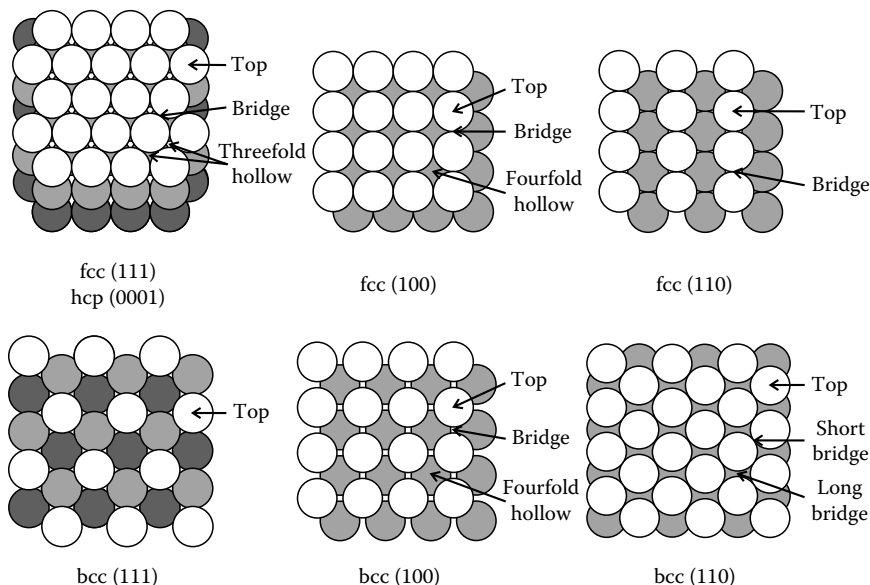 Top
Bridge
Threefold
hollow
fcc (111)
hcp (0001)
Top
Bridge
Fourfold
hollow
fcc (100)
Top
Bridge
fcc (110)
Top
bcc (111)
Top
Bridge
Fourfold
hollow
bcc (100)
Top
Short
bridge
Long
bridge
bcc (110)